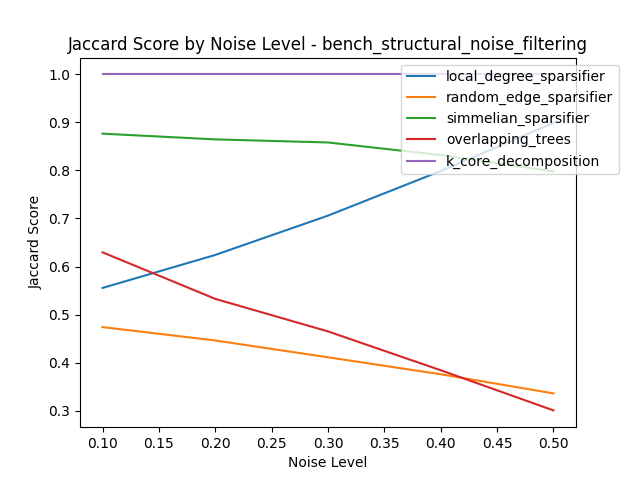 Jaccard Score by Noise Level - bench_structural_noise_filtering
local_degree_sparsifier
random_edge_sparsifier
simmelian_sparsifier
overlapping_trees
k_core_decomposition
Jaccard Score
1.0
0.9
0.8
0.7
0.6
0.5
0.4
0.3
0.10 0.15 0.20 0.25 0.30 0.35 0.40 0.45 0.50
Noise Level